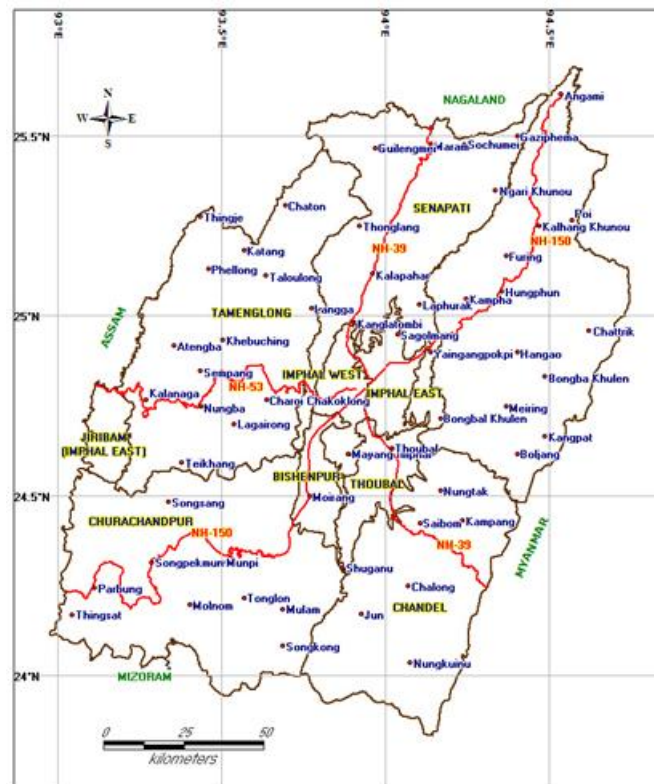 93°E
93.5°E
94°E
94.5°E
N
W E
S
NAGALAND
Angami
25.5°N
Guilengmei
Maram
Sochumei
Gaziphema
Ngari Khunou
Chaton
SENAPATI
Thingje
Thonglang
Poi
Kalhang Khunou
NH-39
NH-150
Katang
Furing
Phellong
Taloulong
Kalapahar
Hungphun
Kampha
25°N
Irangga
Laphurak
TAMENGLONG
ASSAM
Kanglatombi
Sagolmang
Chattrik
Khebuching
Atengba
Yaingangpokpi
Hangao
IMPHAL WEST
Sempang
NH-53
Bongba Khulen
IMPHAL EAST
Kalanaga
Charoi Chakoklong
Nungba
Meiring
Lagairong
Bongbal Khulen
JIRIBAM
(IMPHAL EAST)
Kangpat
Thoubal
Mayang Imphal
Boljang
Teikhang
BISHENPUR
THOUBAL
24.5°N
Moirang
Nungtak
Songsang
CHURACHANDPUR
Saibom
Kampang
NH-150
NH-39
MYANMAR
Munpi
Shuganu
Parbung
Chalong
Tonglon
Molnom
CHANDEL
Thingsat
Mulam
Jun
Songkong
24°N
Nungkuinu
MIZORAM
0 25 50
kilometers